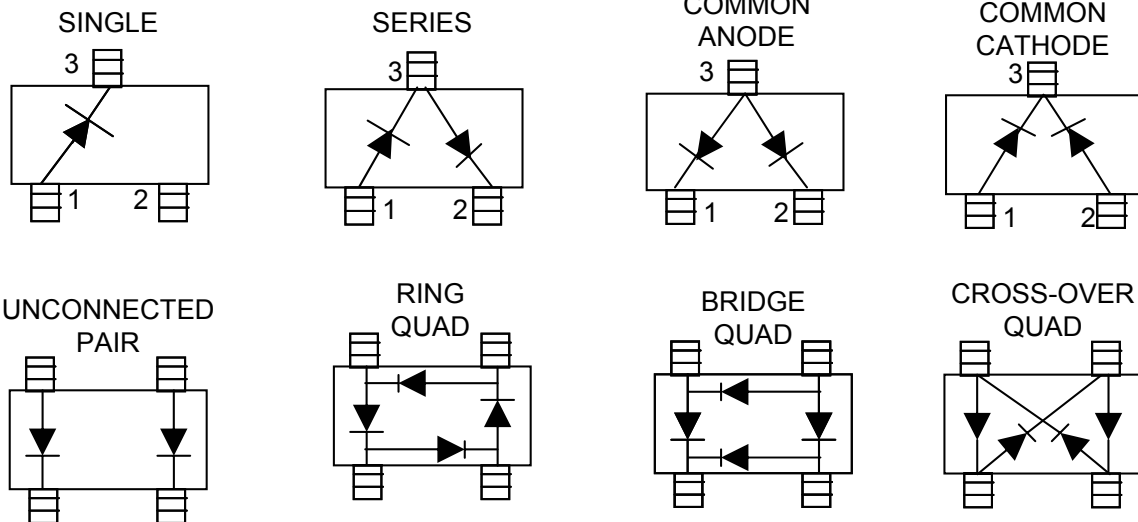 SINGLE
3
1 2
SERIES
3
1 2
COMMON
ANODE
3
1 2
COMMON
CATHODE
3
1 2
UNCONNECTED
PAIR
RING
QUAD
BRIDGE
QUAD
CROSS-OVER
QUAD